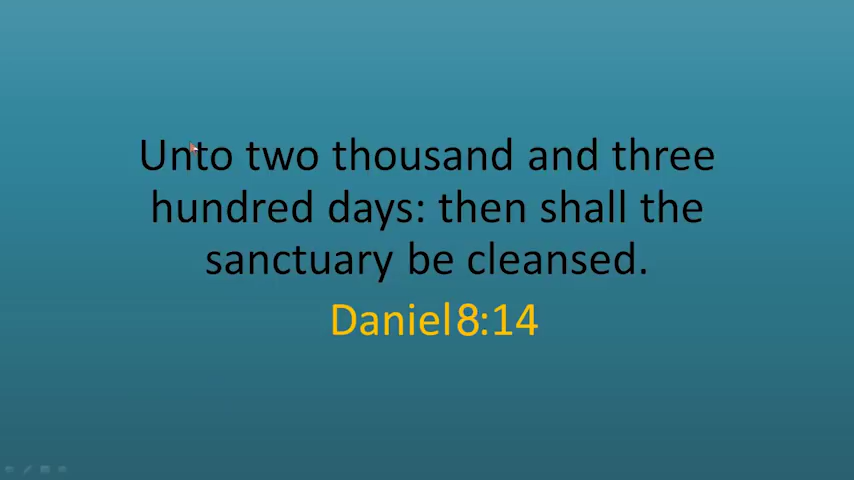 Unto two thousand and three
hundred days: then shall the
sanctuary be cleansed.
Daniel 8:14